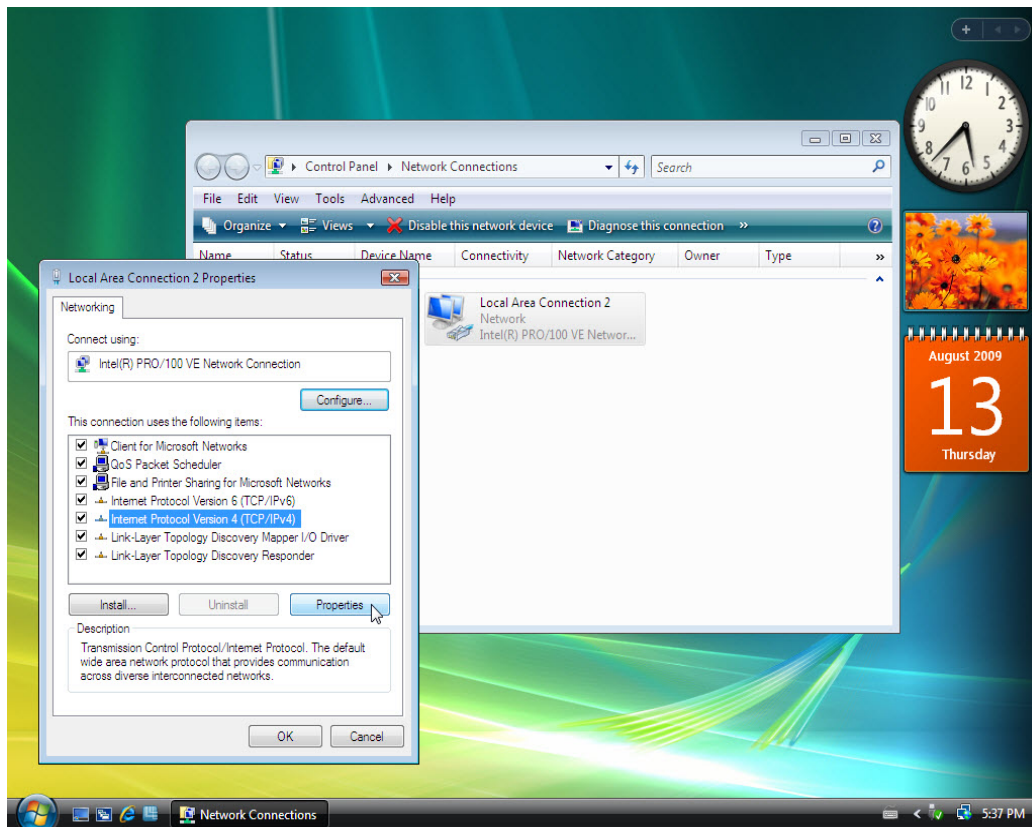 12
11
1
10
2
9
3
8
4
7
6
5
Control Panel
Network Connections
Search
File Edit View Tools Advanced Help
Organize Views Disable this network device Diagnose this connection »
Name Status Device Name Connectivity Network Category Owner Type »
Local Area Connection 2
Network
Intel(R) PRO/100 VE Networ...
Local Area Connection 2 Properties
Networking
Connect using:
Intel(R) PRO/100 VE Network Connection
Configure...
This connection uses the following items:
Client for Microsoft Networks
QoS Packet Scheduler
File and Printer Sharing for Microsoft Networks
Internet Protocol Version 6 (TCP/IPv6)
Internet Protocol Version 4 (TCP/IPv4)
Link-Layer Topology Discovery Mapper I/O Driver
Link-Layer Topology Discovery Responder
Install... Uninstall Properties
Description
Transmission Control Protocol/Internet Protocol. The default
wide area network protocol that provides communication
across diverse interconnected networks.
OK Cancel
August 2009
13
Thursday
Network Connections
5:37 PM